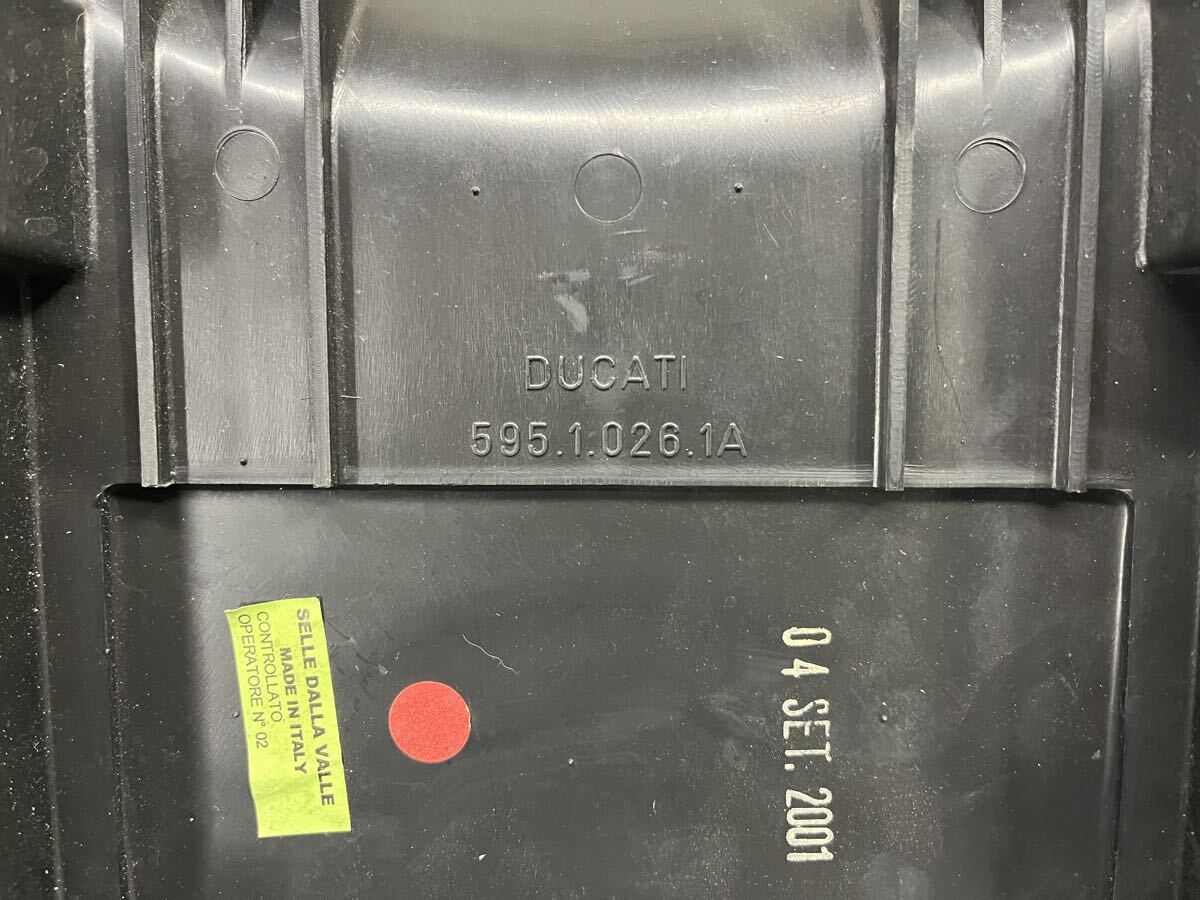 DUCATI
595.1.026.1A
SELLE DALLA VALLE
MADE IN ITALY
CONTROLLATO
OPERATORE N° 02
04 SET. 2001